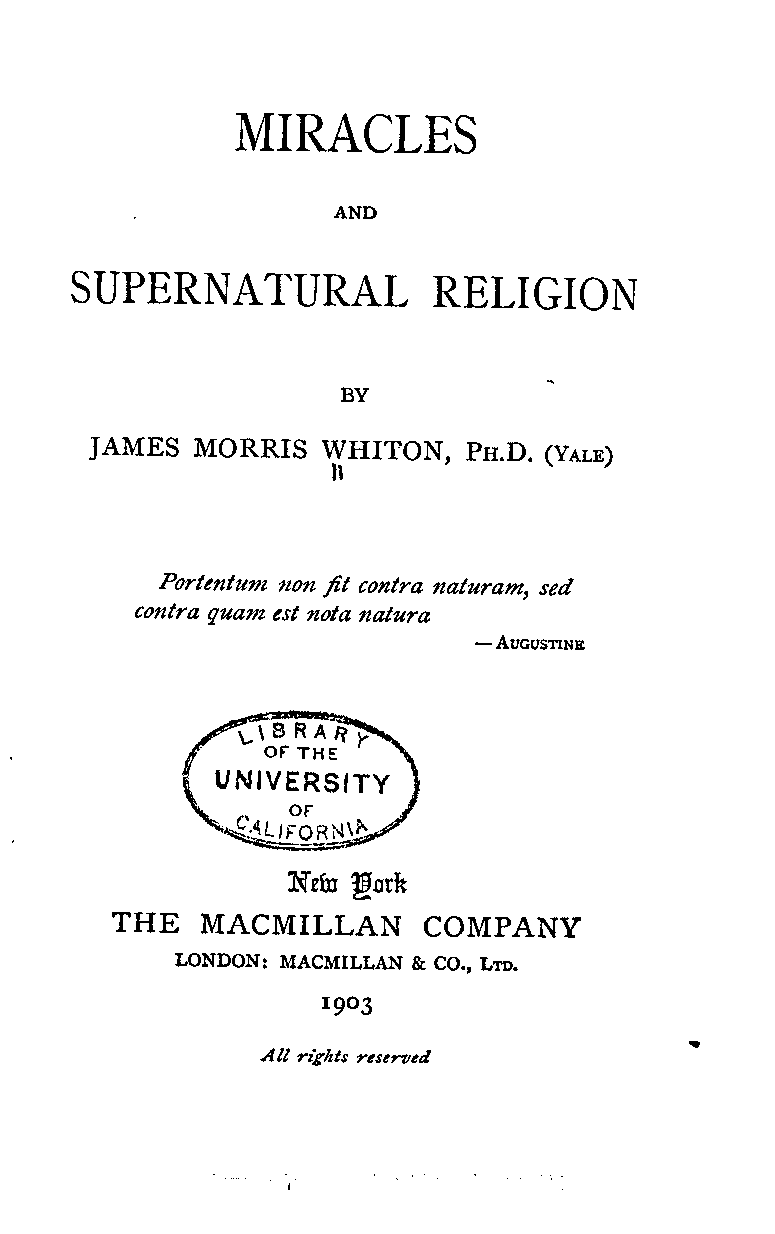 MIRACLES
AND
SUPERNATURAL RELIGION
BY
JAMES MORRIS WHITON, PH.D. (YALE)
Portentum non fit contra naturam, sed
contra quam est nota natura
—AUGUSTINE
LIBRARY
OF THE
UNIVERSITY
OF
CALIFORNIA
New York
THE MACMILLAN COMPANY
LONDON: MACMILLAN & CO., LTD.
1903
All rights reserved